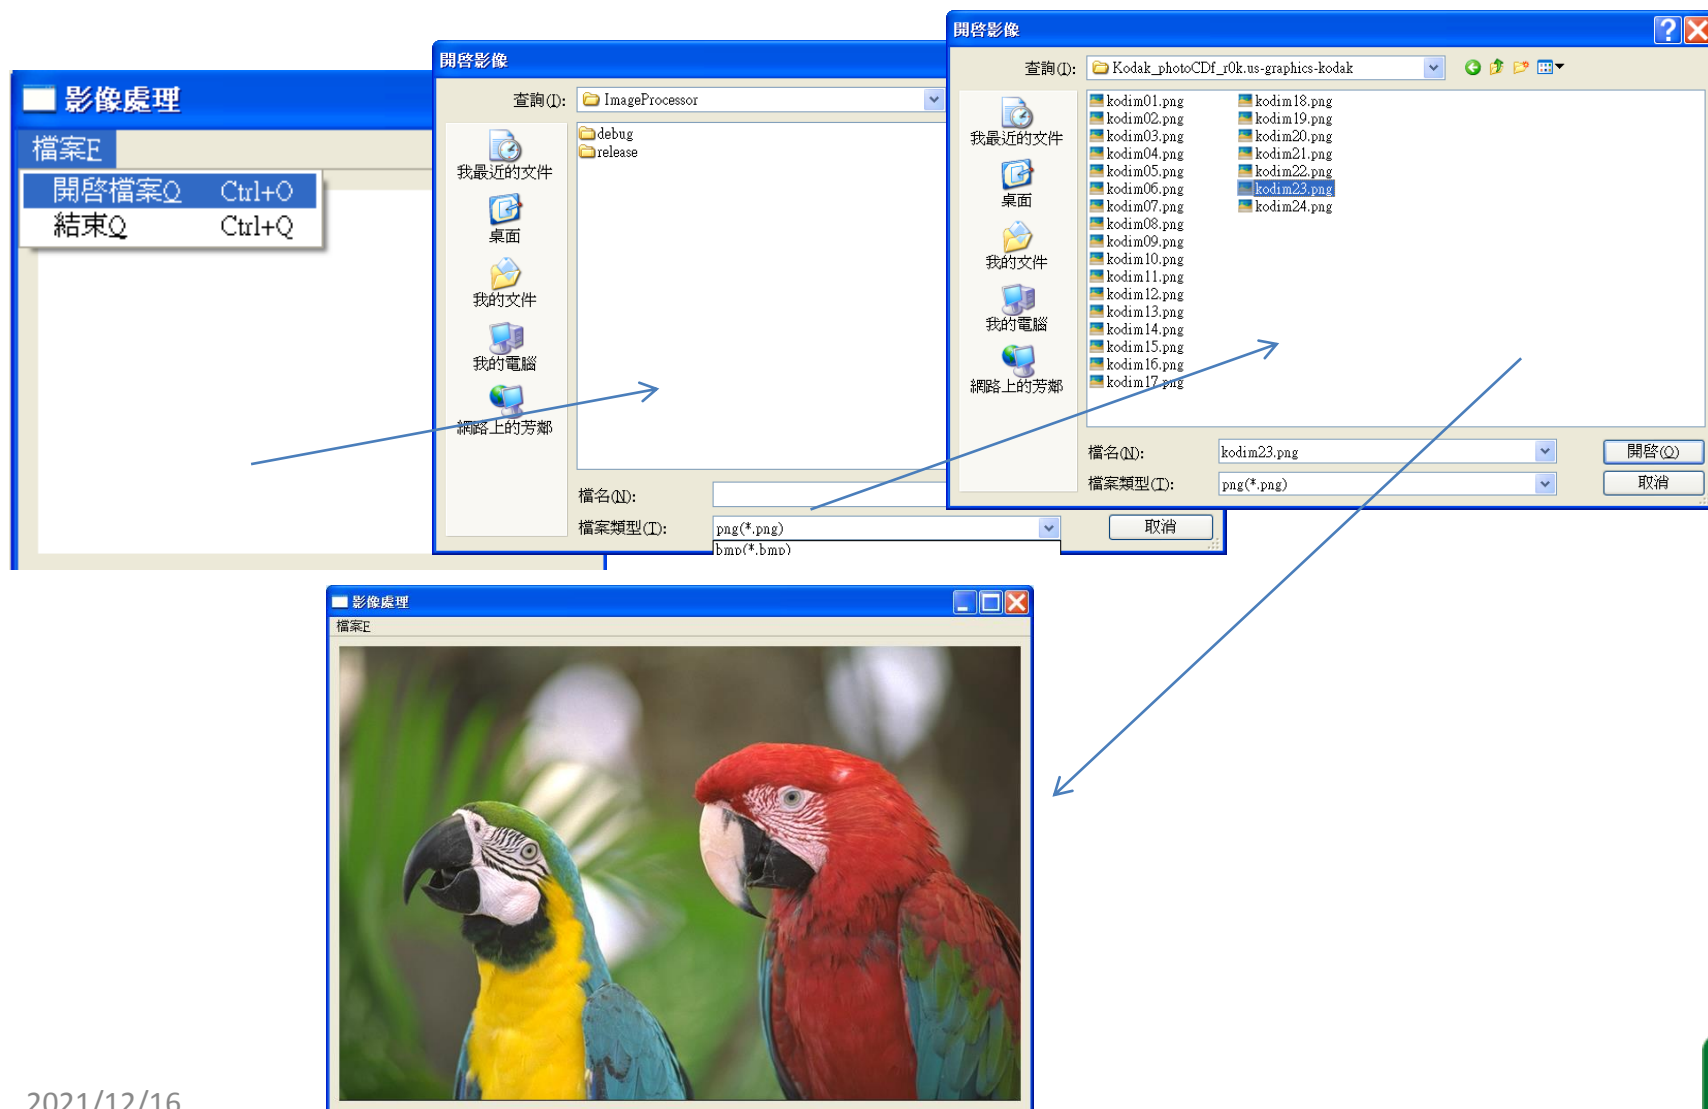 影像處理
檔案F
開啓檔案O Ctrl+O
結束Q Ctrl+Q
開啓影像
查詢(I): ImageProcessor
debug
release
我最近的文件
桌面
我的文件
我的電腦
網路上的芳鄰
檔名(N):
檔案類型(T): png(*.png)
bmp(*.bmp)
取消
開啓影像
查詢(I): Kodak_photoCDf_r0k.us-graphics-kodak
我最近的文件
桌面
我的文件
我的電腦
網路上的芳鄰
kodim01.png
kodim02.png
kodim03.png
kodim04.png
kodim05.png
kodim06.png
kodim07.png
kodim08.png
kodim09.png
kodim10.png
kodim11.png
kodim12.png
kodim13.png
kodim14.png
kodim15.png
kodim16.png
kodim17.png
kodim18.png
kodim19.png
kodim20.png
kodim21.png
kodim22.png
kodim23.png
kodim24.png
檔名(N): kodim23.png 開啓(O)
檔案類型(T): png(*.png) 取消
影像處理
檔案F
2021/12/16